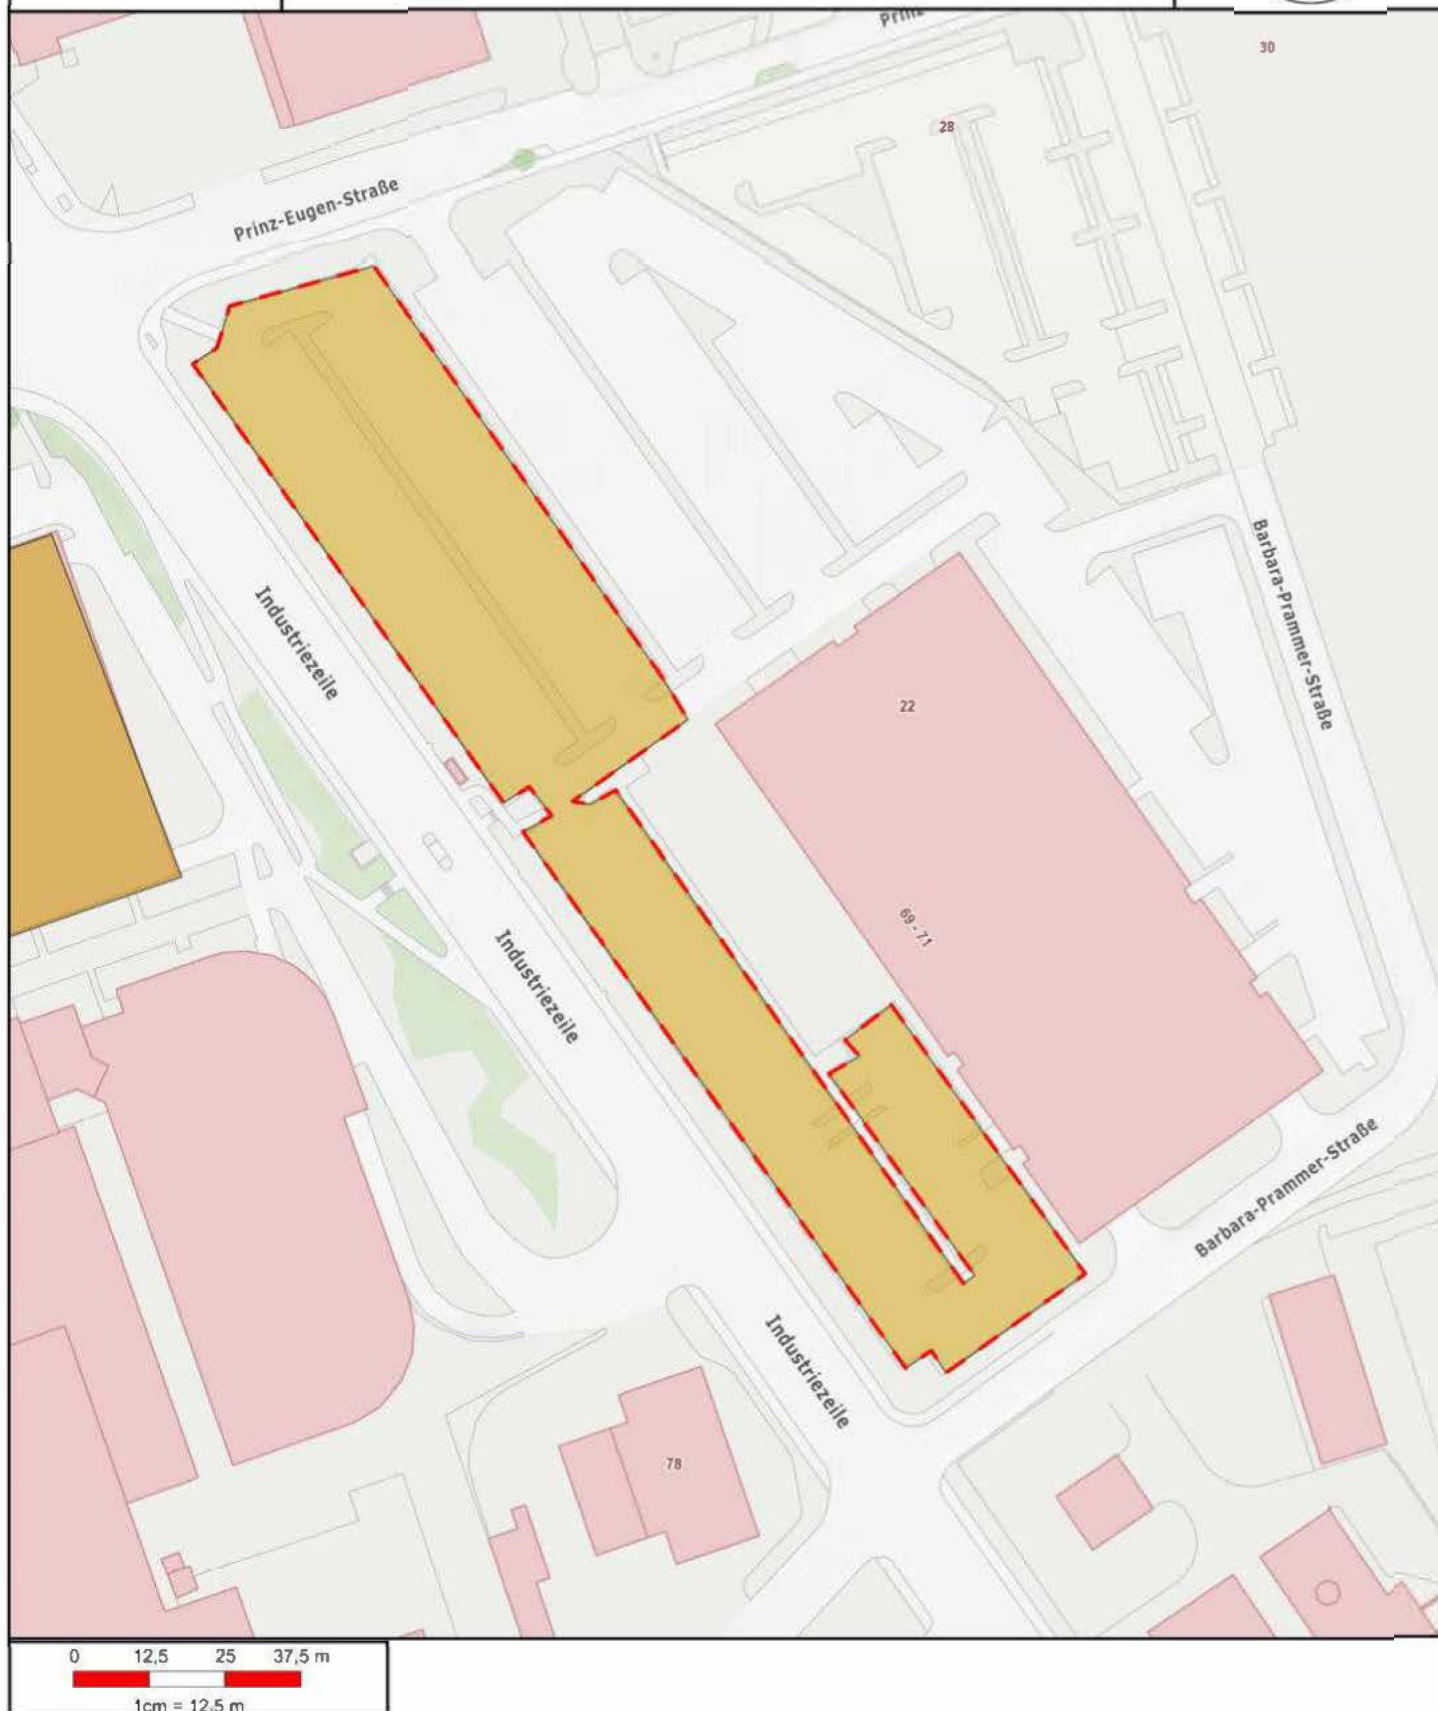 30
28
Prinz-Eugen-Straße
Barbara-Prammer-Straße
Industriezeile
22
69 - 71
Industriezeile
Barbara-Prammer-Straße
Industriezeile
78
0 12,5 25 37,5 m
1cm = 12,5 m